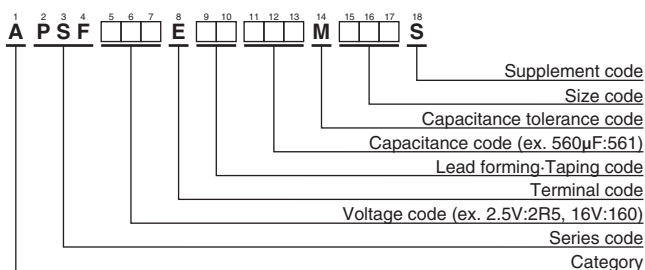 1 2 3 4 5 6 7 8 9 10 11 12 13 14 15 16 17 18
A P S F E M S
Supplement code
Size code
Capacitance tolerance code
Capacitance code (ex. 560µF:561)
Lead forming·Taping code
Terminal code
Voltage code (ex. 2.5V:2R5, 16V:160)
Series code
Category